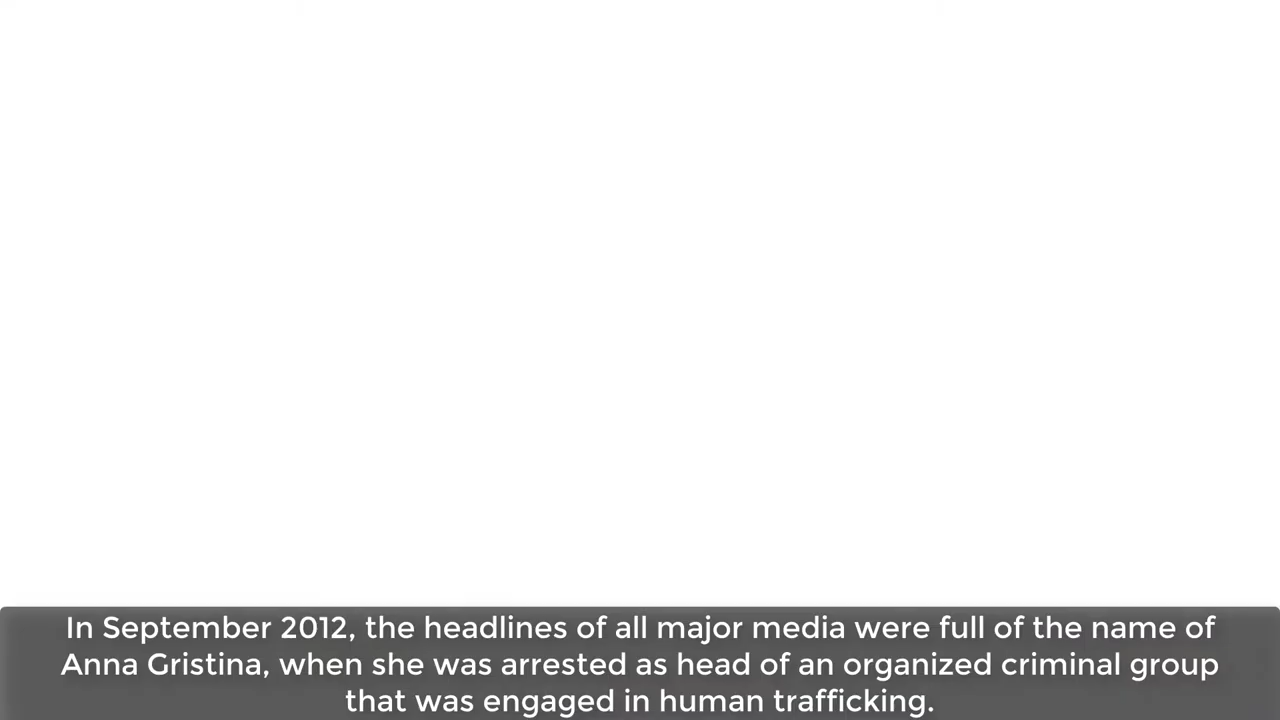 In September 2012, the headlines of all major media were full of the name of
Anna Gristina, when she was arrested as head of an organized criminal group
that was engaged in human trafficking.